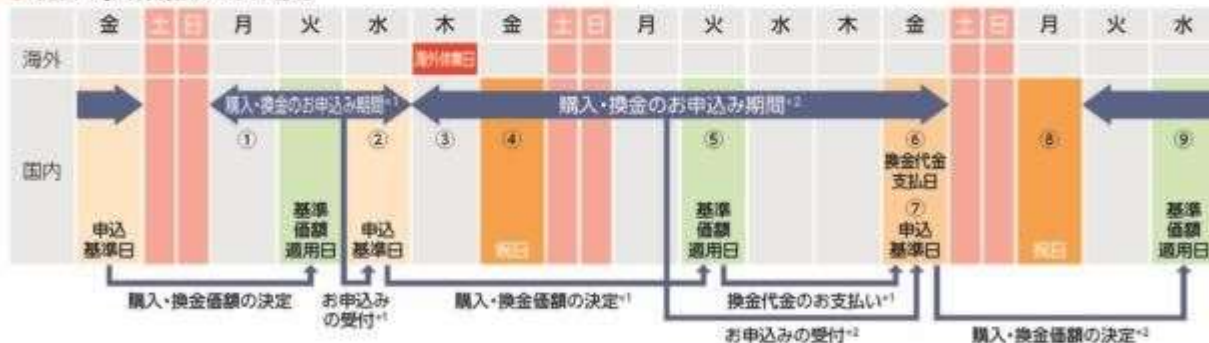 金 土 日 月 火 水 木 金 土 日 月 火 水 木 金 土 日 月 火 水
海外 海外休業日
購入・換金のお申込み期間*1 購入・換金のお申込み期間*2
① ② ③ ④ ⑤ ⑥ ⑧ ⑨
国内
換金代金
支払日
⑦
申込
基準日
基準
価額
適用日
申込
基準日
祝日
基準
価額
適用日
申込
基準日
祝日
基準
価額
適用日
購入・換金価額の決定
お申込み
の受付*1
購入・換金価額の決定*1
換金代金のお支払い*1
お申込みの受付*2
購入・換金価額の決定*2